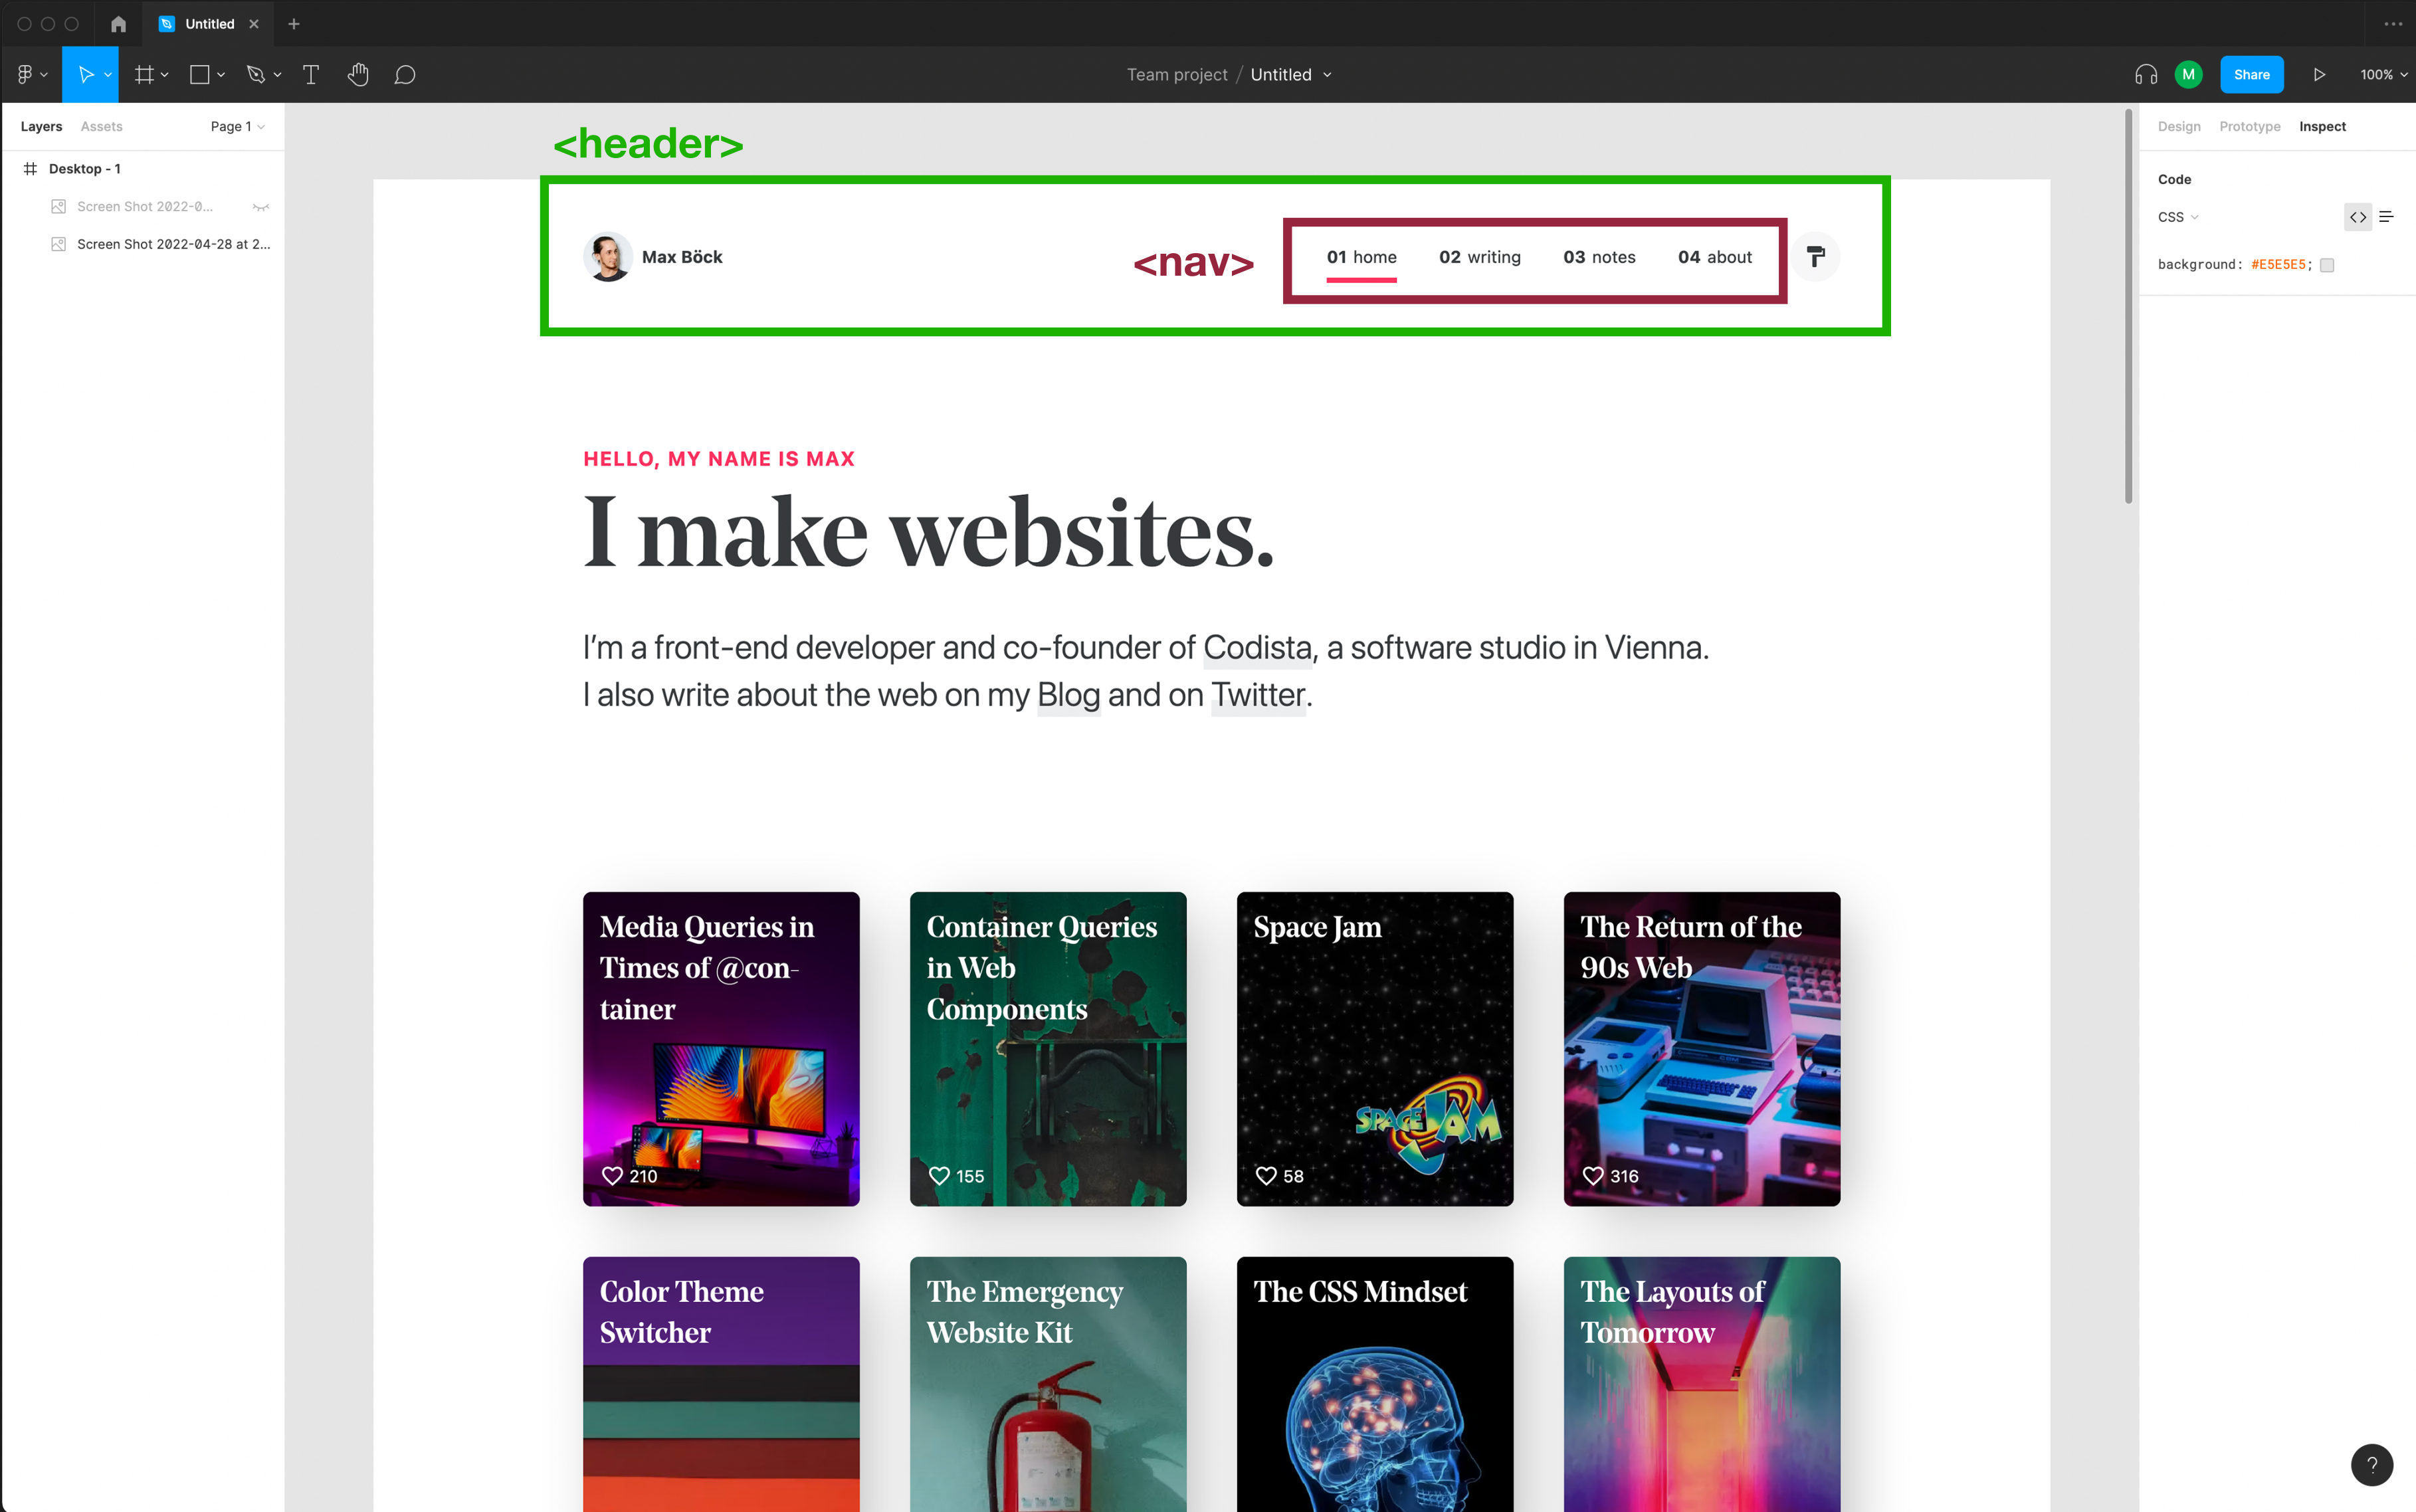 Untitled
Team project / Untitled
M
Share
100%
Layers
Assets
Page 1
Desktop - 1
Screen Shot 2022-0...
Screen Shot 2022-04-28 at 2...
Design
Prototype
Inspect
Code
CSS
background: #E5E5E5;
<header>
Max Böck
<nav>
01 home
02 writing
03 notes
04 about
HELLO, MY NAME IS MAX
I make websites.
I’m a front-end developer and co-founder of Codista, a software studio in Vienna.
I also write about the web on my Blog and on Twitter.
Media Queries in
Times of @con-
tainer
210
Container Queries
in Web
Components
155
Space Jam
SPACE JAM
58
The Return of the
90s Web
316
Color Theme
Switcher
The Emergency
Website Kit
The CSS Mindset
The Layouts of
Tomorrow
?